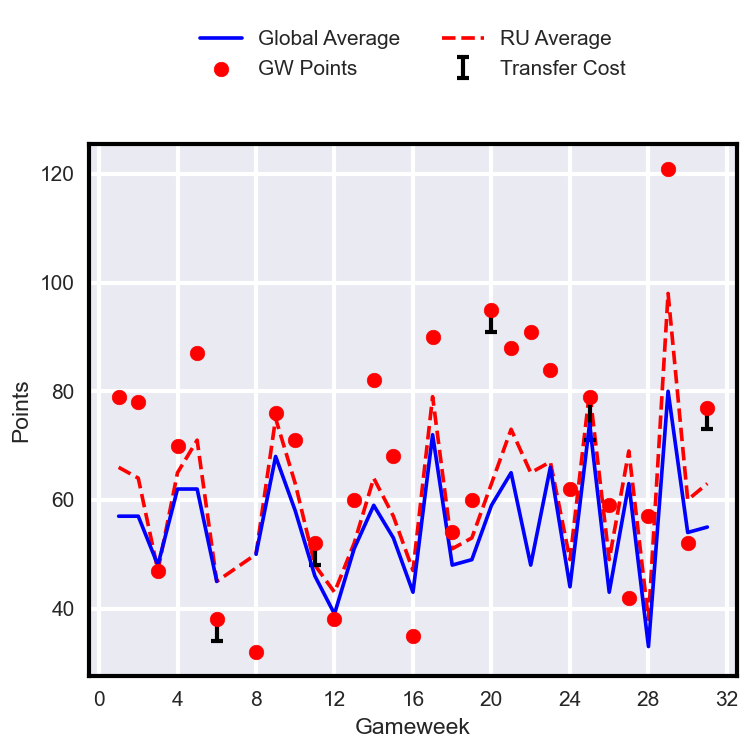 Global Average
RU Average
GW Points
Transfer Cost
120
100
80
60
40
Points
0 4 8 12 16 20 24 28 32
Gameweek